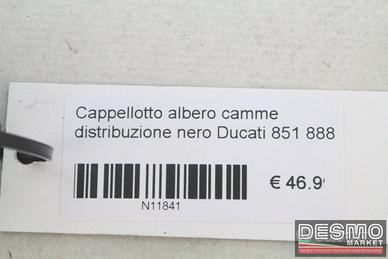 Cappellotto albero camme
distribuzione nero Ducati 851 888
€ 46.9
N11841
DESMO
MARKET